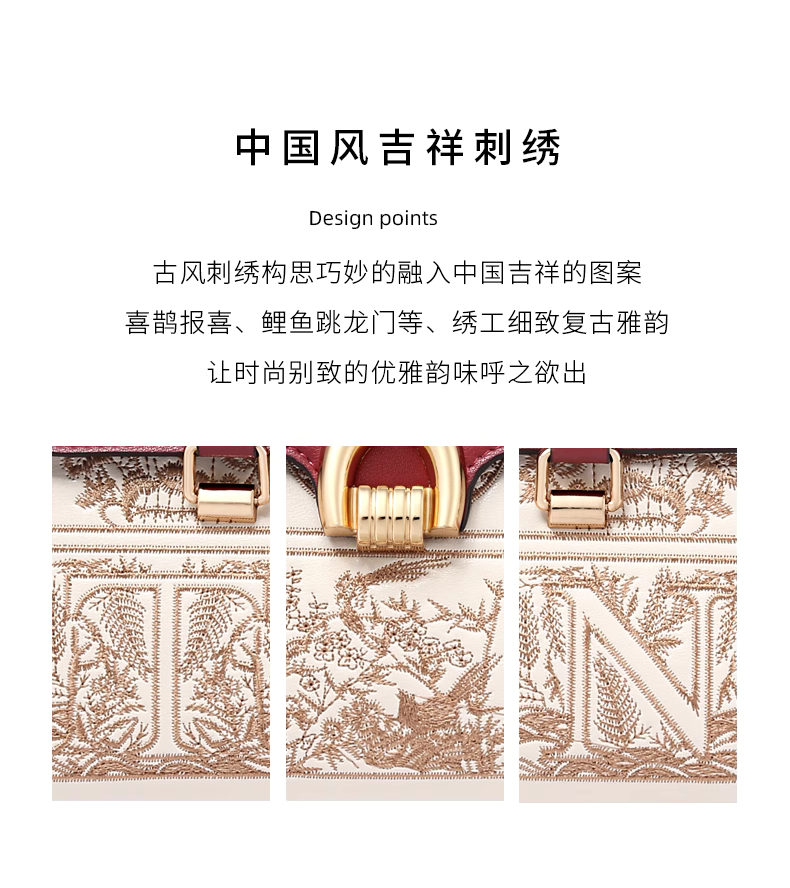 中国风吉祥刺绣
Design points
古风刺绣构思巧妙的融入中国吉祥的图案
喜鹊报喜、鲤鱼跳龙门等、绣工细致复古雅韵
让时尚别致的优雅韵味呼之欲出
T
N